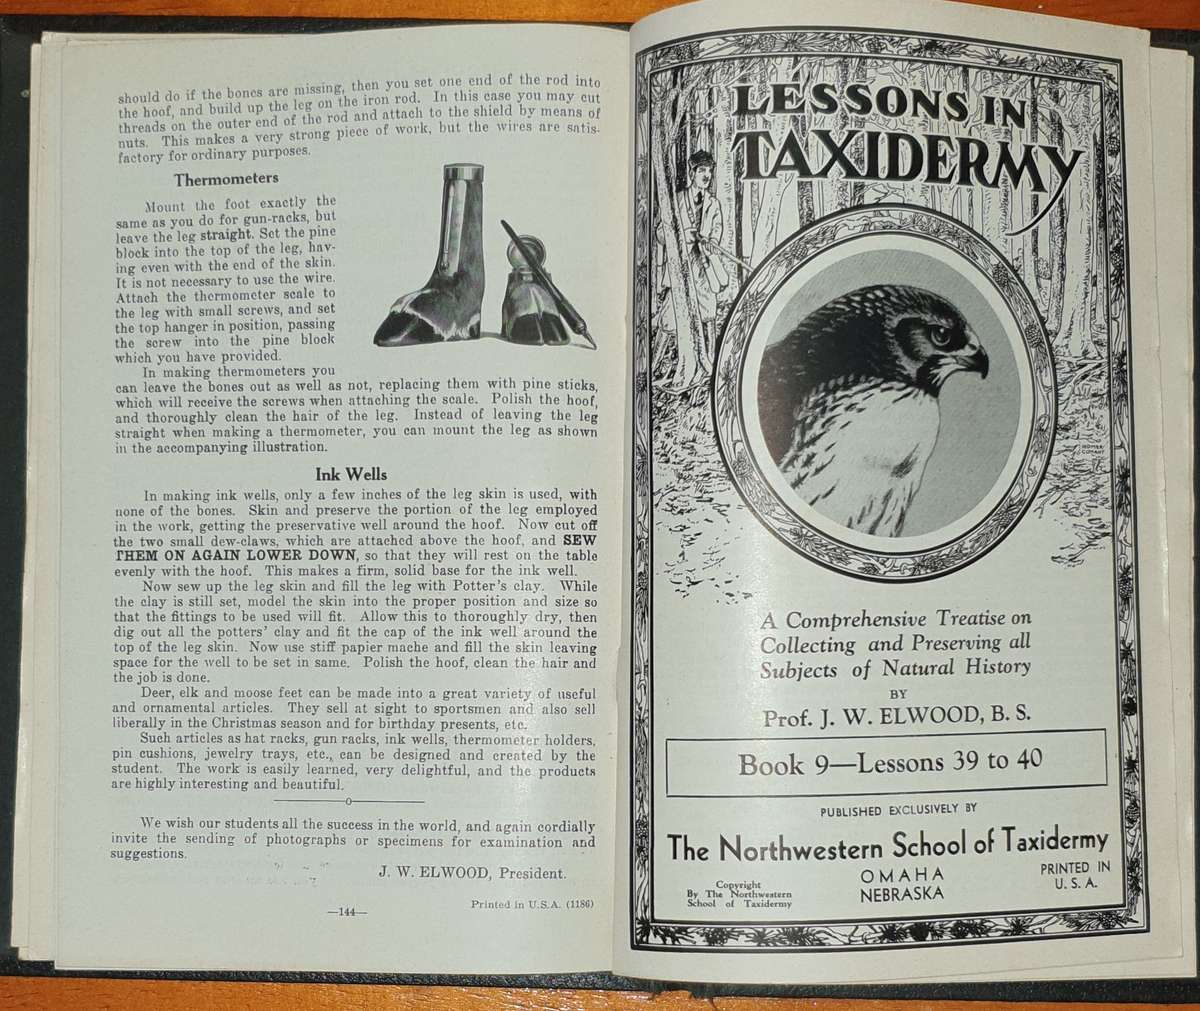 should do if the bones are missing, then you set one end of the rod into
the hoof, and build up the leg on the iron rod. In this case you may cut
threads on the outer end of the rod and attach to the shield by means of
nuts. This makes a very strong piece of work, but the wires are satis-
factory for ordinary purposes.
Thermometers
Mount the foot exactly the
same as you do for gun-racks, but
leave the leg straight. Set the pine
block into the top of the leg, hav-
ing even with the end of the skin.
It is not necessary to use the wire.
Attach the thermometer scale to
the leg with small screws, and set
the top hanger in position, passing
the screw into the pine block
which you have provided.
In making thermometers you
can leave the bones out as well as not, replacing them with pine sticks,
which will receive the screws when attaching the scale. Polish the hoof,
and thoroughly clean the hair of the leg. Instead of leaving the leg
straight when making a thermometer, you can mount the leg as shown
in the accompanying illustration.
Ink Wells
In making ink wells, only a few inches of the leg skin is used, with
none of the bones. Skin and preserve the portion of the leg employed
in the work, getting the preservative well around the hoof. Now cut off
the two small dew-claws, which are attached above the hoof, and SEW
THEM ON AGAIN LOWER DOWN, so that they will rest on the table
evenly with the hoof. This makes a firm, solid base for the ink well.
Now sew up the leg skin and fill the leg with Potter's clay. While
the clay is still set, model the skin into the proper position and size so
that the fittings to be used will fit. Allow this to thoroughly dry, then
dig out all the potters' clay and fit the cap of the ink well around the
top of the leg skin. Now use stiff papier mache and fill the skin leaving
space for the well to be set in same. Polish the hoof, clean the hair and
the job is done.
Deer, elk and moose feet can be made into a great variety of useful
and ornamental articles. They sell at sight to sportsmen and also sell
liberally in the Christmas season and for birthday presents, etc.
Such articles as hat racks, gun racks, ink wells, thermometer holders,
pin cushions, jewelry trays, etc., can be designed and created by the
student. The work is easily learned, very delightful, and the products
are highly interesting and beautiful.
We wish our students all the success in the world, and again cordially
invite the sending of photographs or specimens for examination and
suggestions.
J. W. ELWOOD, President.
—144—
Printed in U.S.A. (1186)
LESSONS IN
TAXIDERMY
HOMER
CONANT
A Comprehensive Treatise on
Collecting and Preserving all
Subjects of Natural History
BY
Prof. J. W. ELWOOD, B. S.
Book 9—Lessons 39 to 40
PUBLISHED EXCLUSIVELY BY
The Northwestern School of Taxidermy
OMAHA
NEBRASKA
Copyright
By The Northwestern
School of Taxidermy
PRINTED IN
U. S. A.